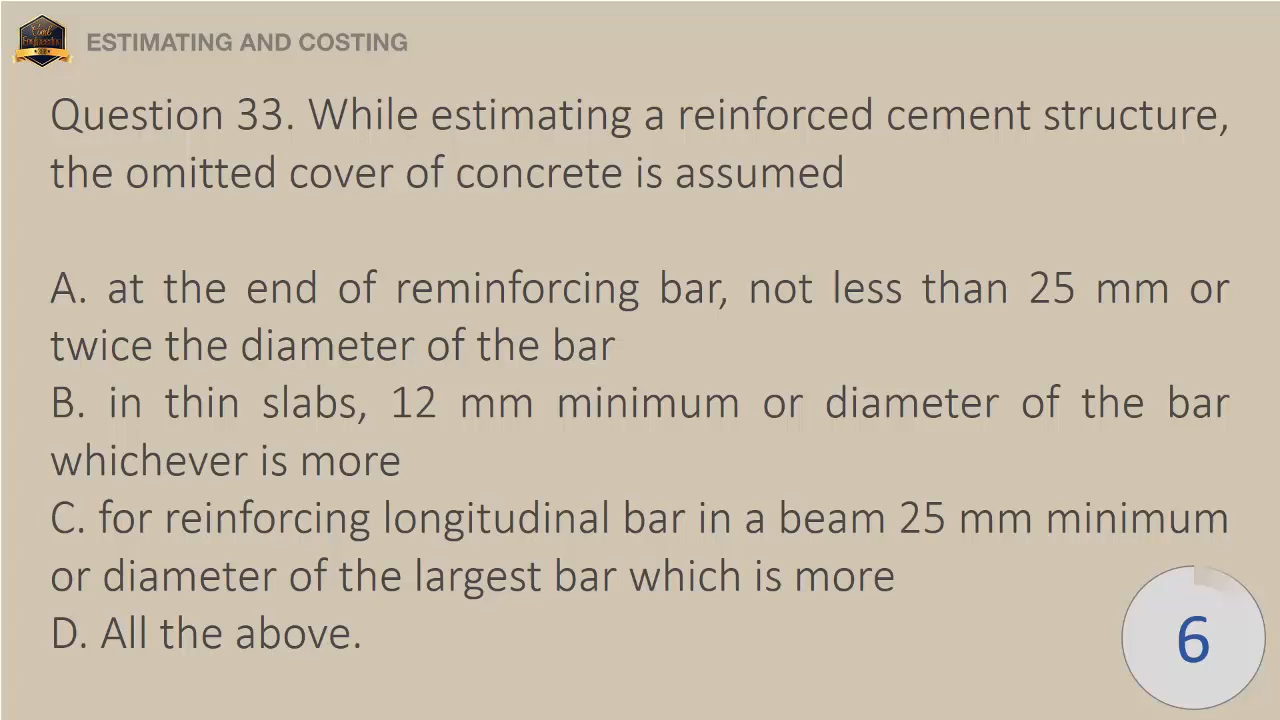 Civil
Engineering
ESTIMATING AND COSTING
Question 33. While estimating a reinforced cement structure,
the omitted cover of concrete is assumed
A. at the end of reminforcing bar, not less than 25 mm or
twice the diameter of the bar
B. in thin slabs, 12 mm minimum or diameter of the bar
whichever is more
C. for reinforcing longitudinal bar in a beam 25 mm minimum
or diameter of the largest bar which is more
D. All the above.
6